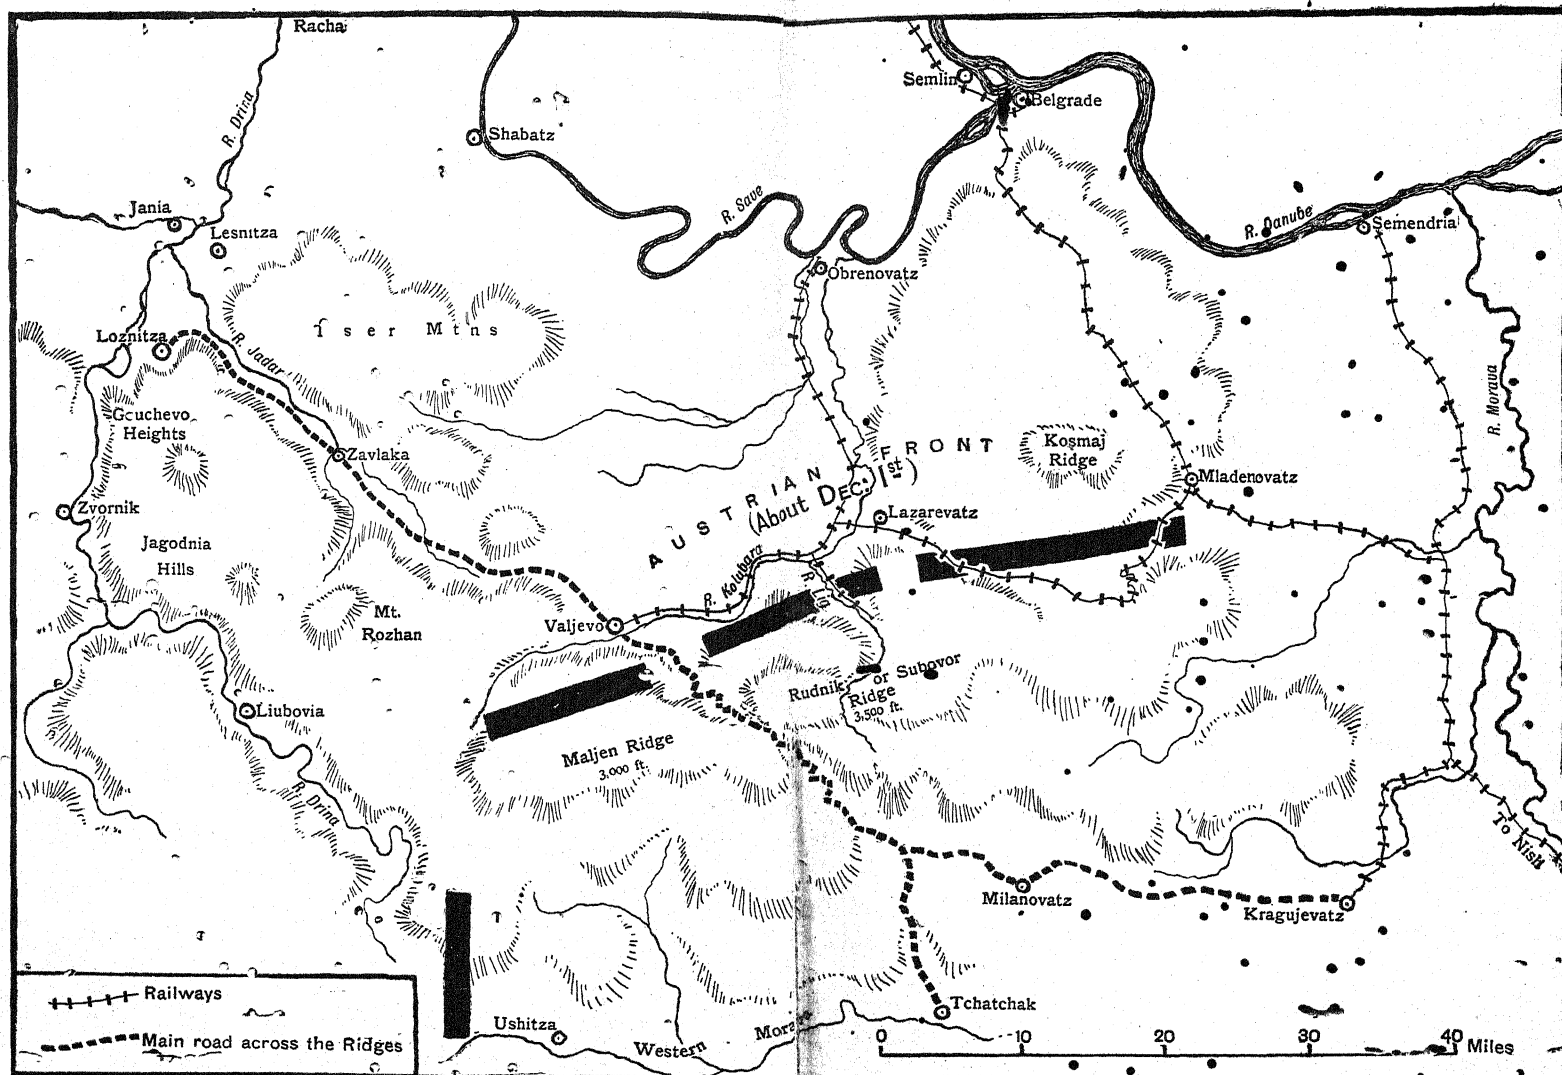 Racha
R. Drina
Semlin
Belgrade
Shabatz
R. Save
Jania
Lesnitza
R. Danube
Semendria
Obrenovatz
Tser Mtns
Loznitza
R. Jadar
R. Morava
Gouchevo
Heights
Zavlaka
AUSTRIAN FRONT
(About DEC. 1st)
Kosmaj
Ridge
Mladenovatz
Zvornik
Lazarevatz
Jagodnia
Hills
R. Kolubara
R. Lig
Mt.
Rozhan
Valjevo
Rudnik or Subovor
Ridge
3,500 ft.
Liubovia
Maljen Ridge
3,000 ft.
R. Drina
To Nish
Milanovatz
Kragujevatz
Railways
Main road across the Ridges
Ushitza
Western Morava
Tchatchak
0 10 20 30 40 Miles